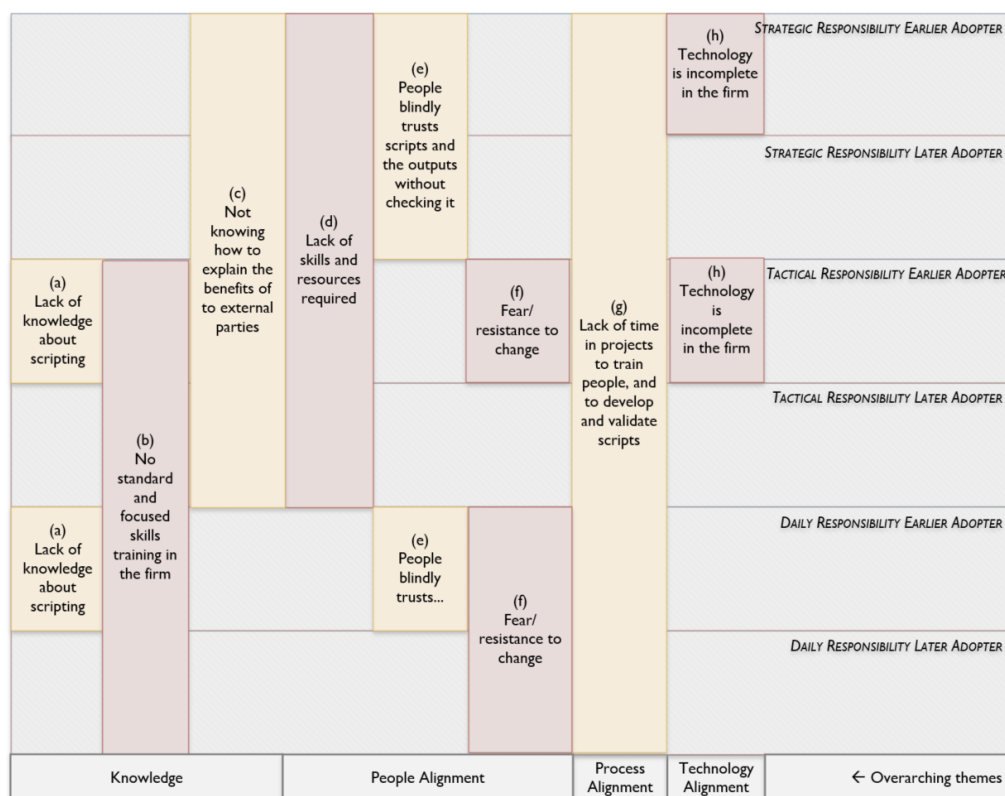 STRATEGIC RESPONSIBILITY EARLIER ADOPTER
(h)
Technology
is incomplete
in the firm
(e)
People
blindly
trusts
scripts and
the outputs
without
checking it
STRATEGIC RESPONSIBILITY LATER ADOPTER
(c)
Not
knowing
how to
explain the
benefits of
to external
parties
(d)
Lack of
skills and
resources
required
TACTICAL RESPONSIBILITY EARLIER ADOPTER
(a)
Lack of
knowledge
about
scripting
(f)
Fear/
resistance to
change
(g)
Lack of time
in projects
to train
people, and
to develop
and validate
scripts
(h)
Technology
is
incomplete
in the firm
TACTICAL RESPONSIBILITY LATER ADOPTER
(b)
No
standard
and
focused
skills
training in
the firm
DAILY RESPONSIBILITY EARLIER ADOPTER
(a)
Lack of
knowledge
about
scripting
(e)
People
blindly
trusts...
(f)
Fear/
resistance to
change
DAILY RESPONSIBILITY LATER ADOPTER
Knowledge
People Alignment
Process
Alignment
Technology
Alignment
← Overarching themes